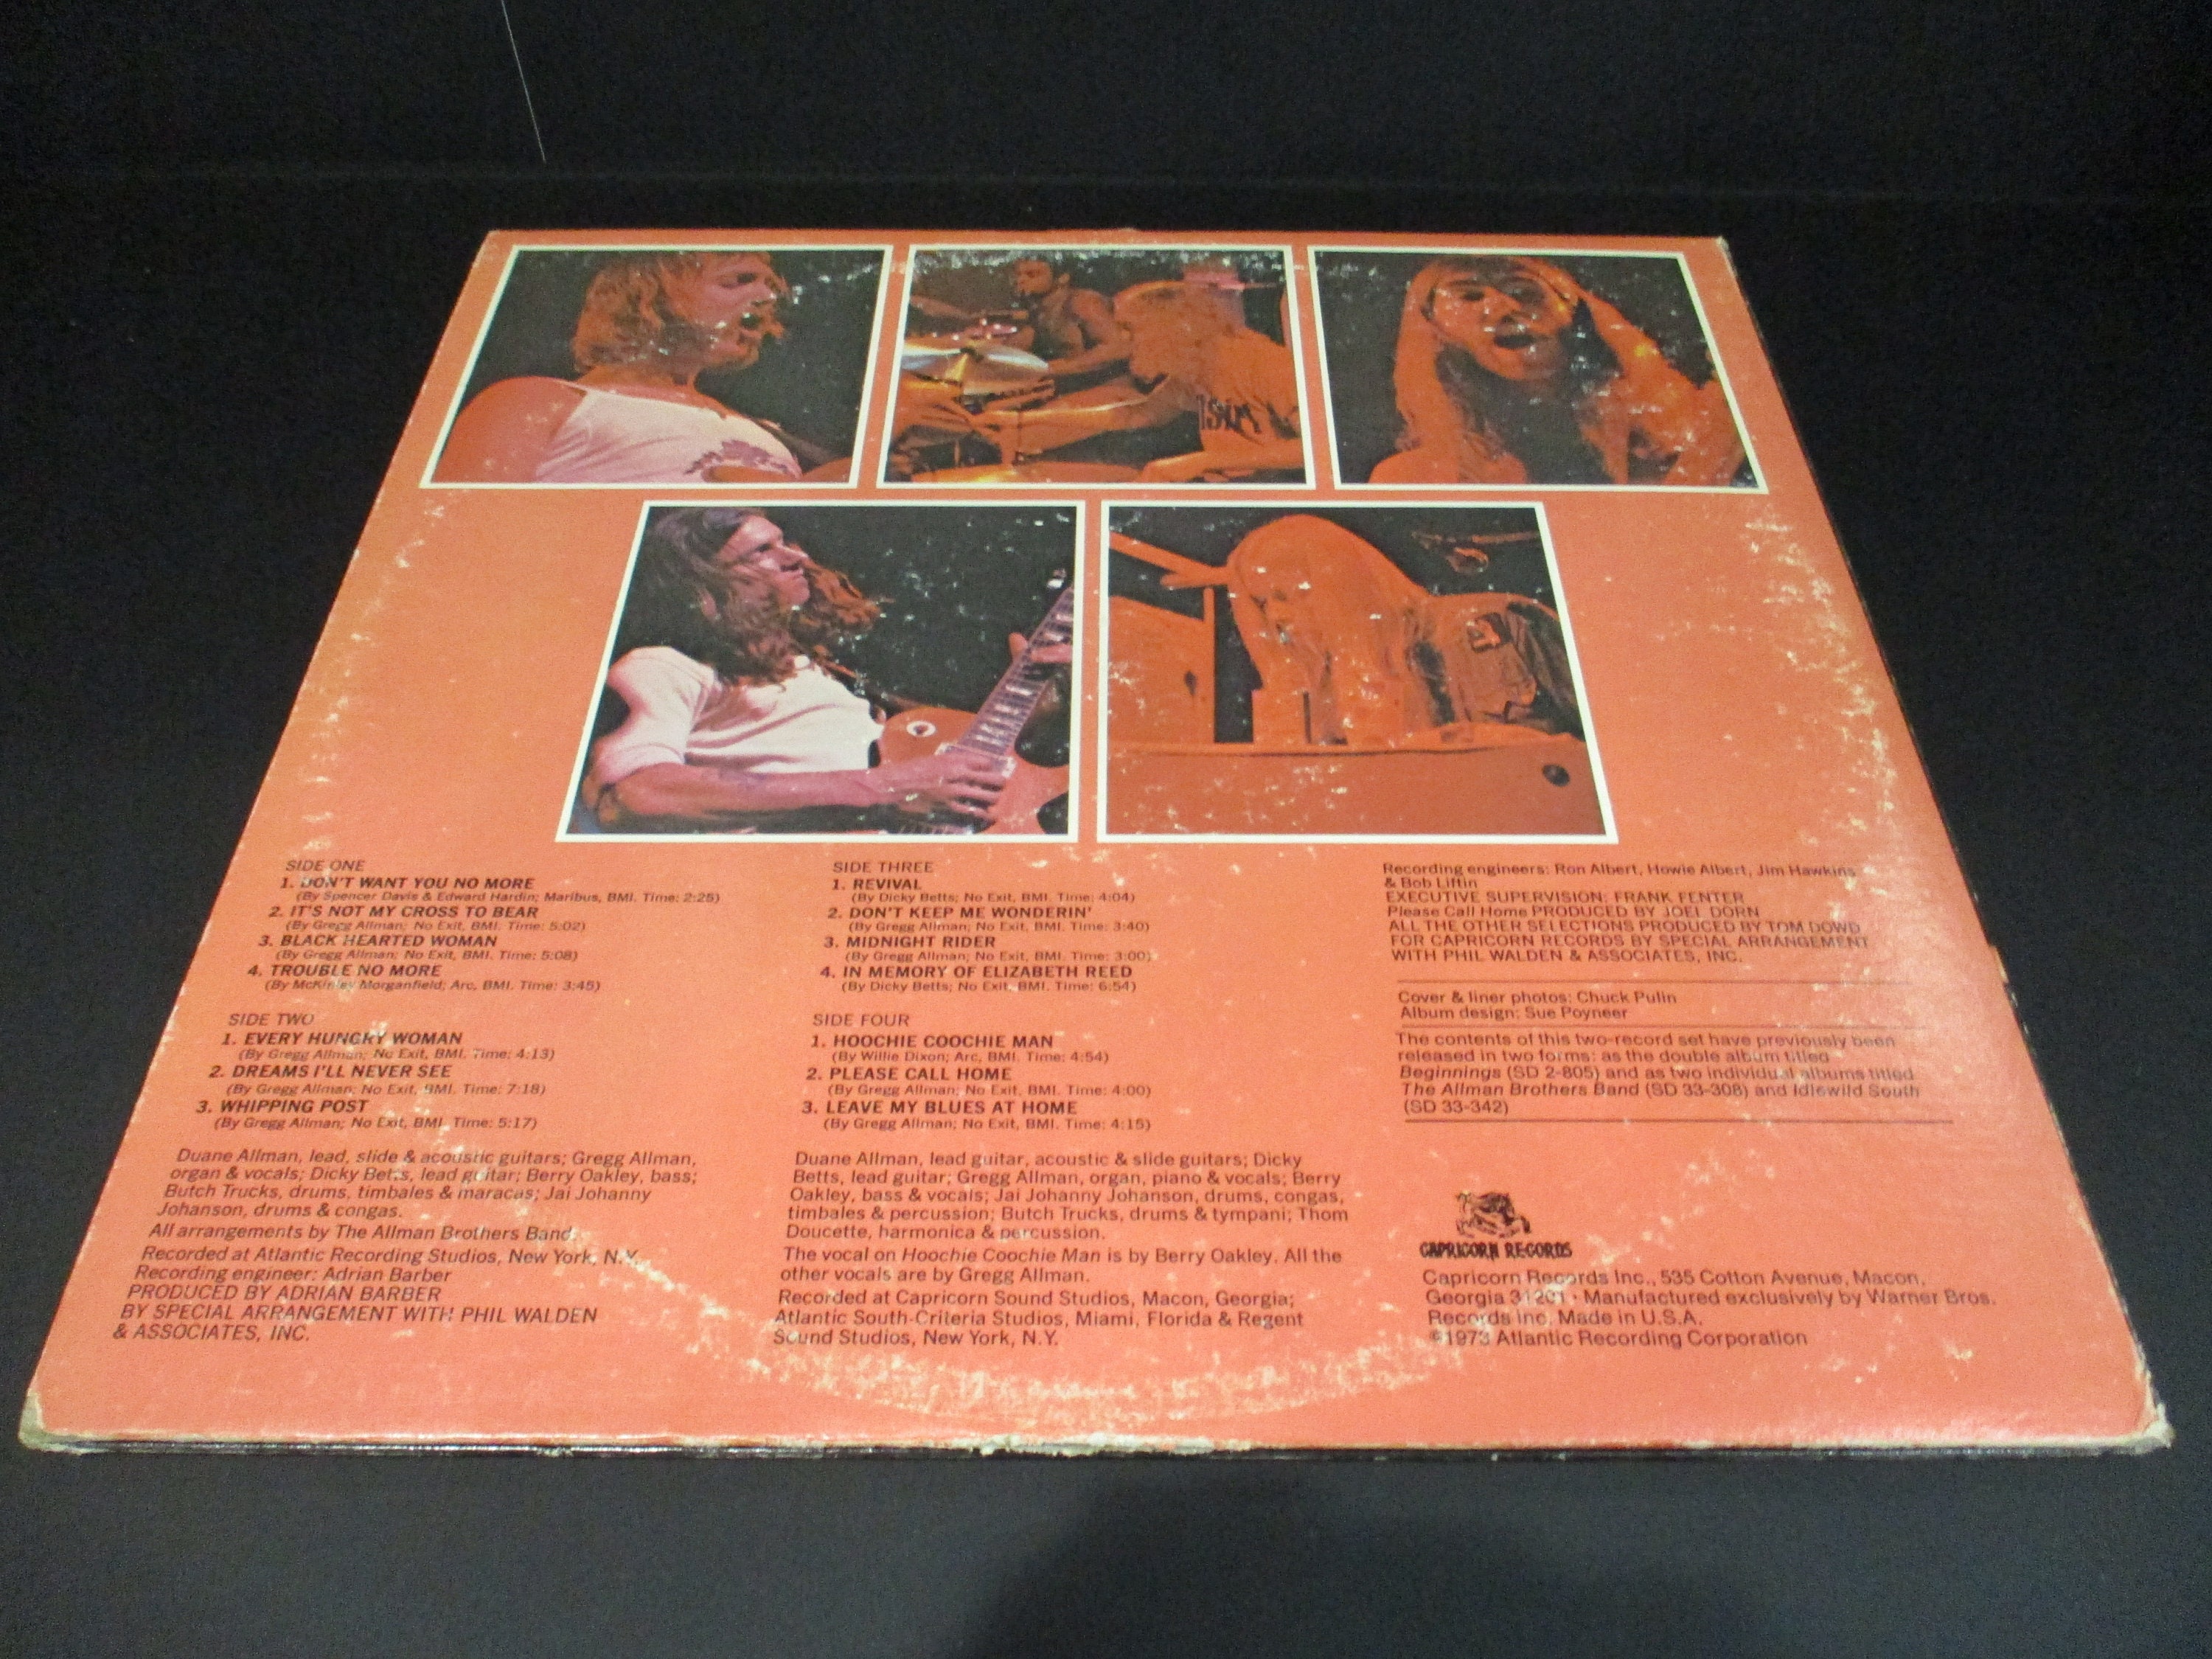 SIDE ONE
1. DON'T WANT YOU NO MORE
(By Spencer Davis & Edward Hardin; Maribus, BMI. Time: 2:25)
2. IT'S NOT MY CROSS TO BEAR
(By Gregg Allman; No Exit, BMI. Time: 5:02)
3. BLACK HEARTED WOMAN
(By Gregg Allman; No Exit, BMI. Time: 5:08)
4. TROUBLE NO MORE
(By McKinley Morganfield; Arc, BMI. Time: 3:45)
SIDE TWO
1. EVERY HUNGRY WOMAN
(By Gregg Allman; No Exit, BMI. Time: 4:13)
2. DREAMS I'LL NEVER SEE
(By Gregg Allman; No Exit, BMI. Time: 7:18)
3. WHIPPING POST
(By Gregg Allman; No Exit, BMI. Time: 5:17)
Duane Allman, lead, slide & acoustic guitars; Gregg Allman,
organ & vocals; Dicky Betts, lead guitar; Berry Oakley, bass;
Butch Trucks, drums, timbales & maracas; Jai Johanny
Johanson, drums & congas.
All arrangements by The Allman Brothers Band.
Recorded at Atlantic Recording Studios, New York, N.Y.
Recording engineer: Adrian Barber
PRODUCED BY ADRIAN BARBER
BY SPECIAL ARRANGEMENT WITH PHIL WALDEN
& ASSOCIATES, INC.
SIDE THREE
1. REVIVAL
(By Dicky Betts; No Exit, BMI. Time: 4:04)
2. DON'T KEEP ME WONDERIN'
(By Gregg Allman; No Exit, BMI. Time: 3:40)
3. MIDNIGHT RIDER
(By Gregg Allman; No Exit, BMI. Time: 3:00)
4. IN MEMORY OF ELIZABETH REED
(By Dicky Betts; No Exit, BMI. Time: 6:54)
SIDE FOUR
1. HOOCHIE COOCHIE MAN
(By Willie Dixon; Arc, BMI. Time: 4:54)
2. PLEASE CALL HOME
(By Gregg Allman; No Exit, BMI. Time: 4:00)
3. LEAVE MY BLUES AT HOME
(By Gregg Allman; No Exit, BMI. Time: 4:15)
Duane Allman, lead guitar, acoustic & slide guitars; Dicky
Betts, lead guitar; Gregg Allman, organ, piano & vocals; Berry
Oakley, bass & vocals; Jai Johanny Johanson, drums, congas,
timbales & percussion; Butch Trucks, drums & tympani; Thom
Doucette, harmonica & percussion.
The vocal on Hoochie Coochie Man is by Berry Oakley. All the
other vocals are by Gregg Allman.
Recorded at Capricorn Sound Studios, Macon, Georgia;
Atlantic South-Criteria Studios, Miami, Florida & Regent
Sound Studios, New York, N.Y.
Recording engineers: Ron Albert, Howie Albert, Jim Hawkins
& Bob Liftin
EXECUTIVE SUPERVISION: FRANK FENTER
Please Call Home PRODUCED BY JOEL DORN
ALL THE OTHER SELECTIONS PRODUCED BY TOM DOWD
FOR CAPRICORN RECORDS BY SPECIAL ARRANGEMENT
WITH PHIL WALDEN & ASSOCIATES, INC.
Cover & liner photos: Chuck Pulin
Album design: Sue Poyneer
The contents of this two-record set have previously been
released in two forms: as the double album titled
Beginnings (SD 2-805) and as two individual albums titled
The Allman Brothers Band (SD 33-308) and Idlewild South
(SD 33-342)
CAPRICORN RECORDS
Capricorn Records Inc., 535 Cotton Avenue, Macon,
Georgia 31201 • Manufactured exclusively by Warner Bros.
Records Inc. Made in U.S.A.
©1973 Atlantic Recording Corporation